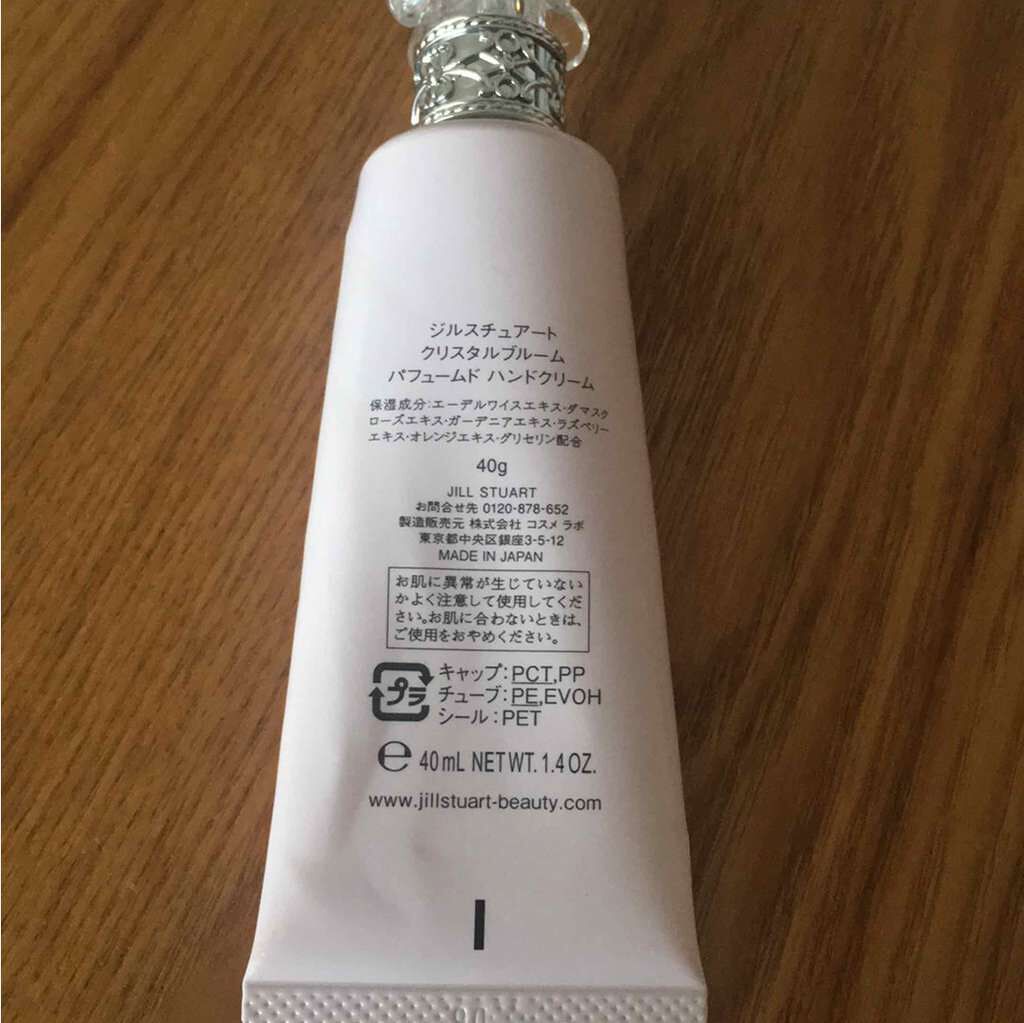 ジルスチュアート
クリスタルブルーム
パフュームド ハンドクリーム
保湿成分:エーデルワイスエキス・ダマスク
ローズエキス・ガーデニアエキス・ラズベリー
エキス・オレンジエキス・グリセリン配合
40g
JILL STUART
お問合せ先 0120-878-652
製造販売元 株式会社 コスメ ラボ
東京都中央区銀座3-5-12
MADE IN JAPAN
お肌に異常が生じていない
かよく注意して使用してくだ
さい。お肌に合わないときは、
ご使用をおやめください。
プラ
キャップ:PCT,PP
チューブ:PE,EVOH
シール:PET
e 40mL NET WT. 1.4 OZ.
www.jillstuart-beauty.com